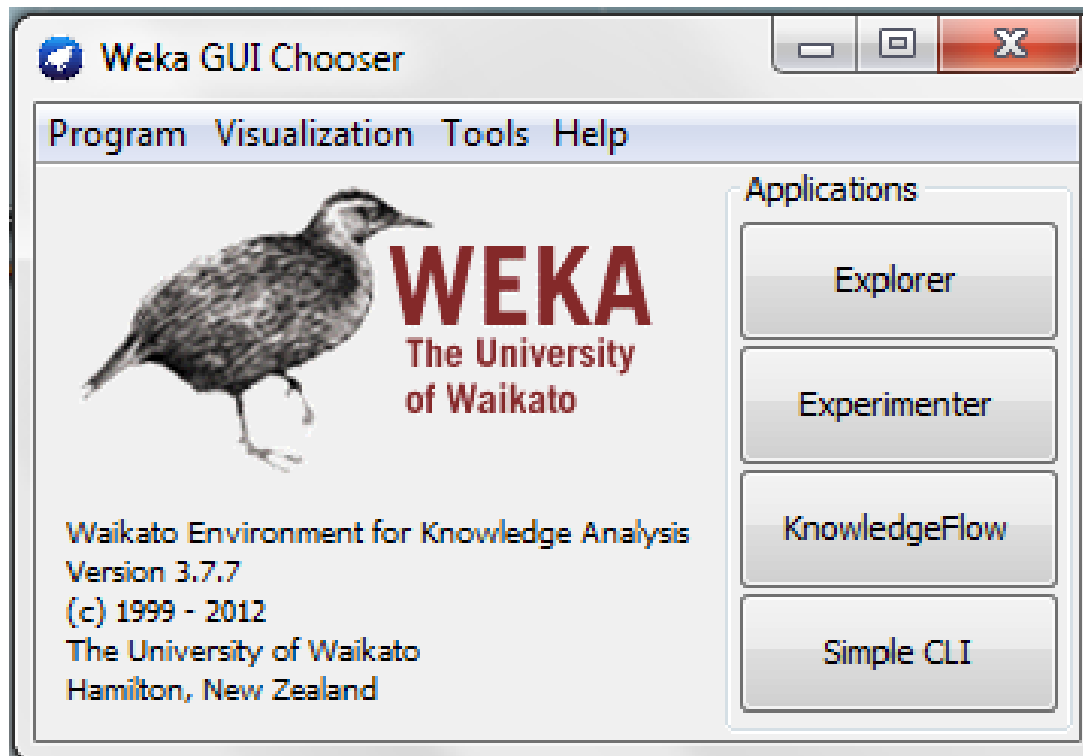 Weka GUI Chooser
Program Visualization Tools Help
WEKA
The University
of Waikato
Waikato Environment for Knowledge Analysis
Version 3.7.7
(c) 1999 - 2012
The University of Waikato
Hamilton, New Zealand
Applications
Explorer
Experimenter
KnowledgeFlow
Simple CLI